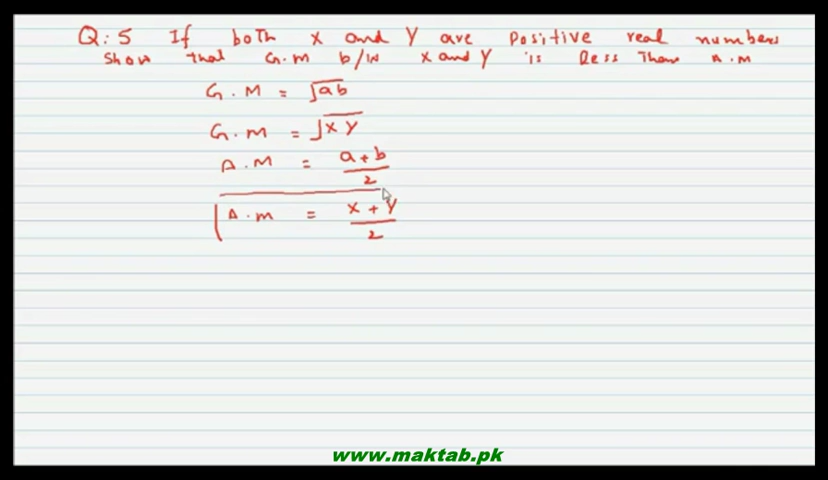 Q: 5 If both X and Y are Positive real numbers
Show that G.M b/w X and Y is less Than A.M
G.M = √ab
G.M = √XY
A.M = a+b/2
A.M = X+Y/2
www.maktab.pk